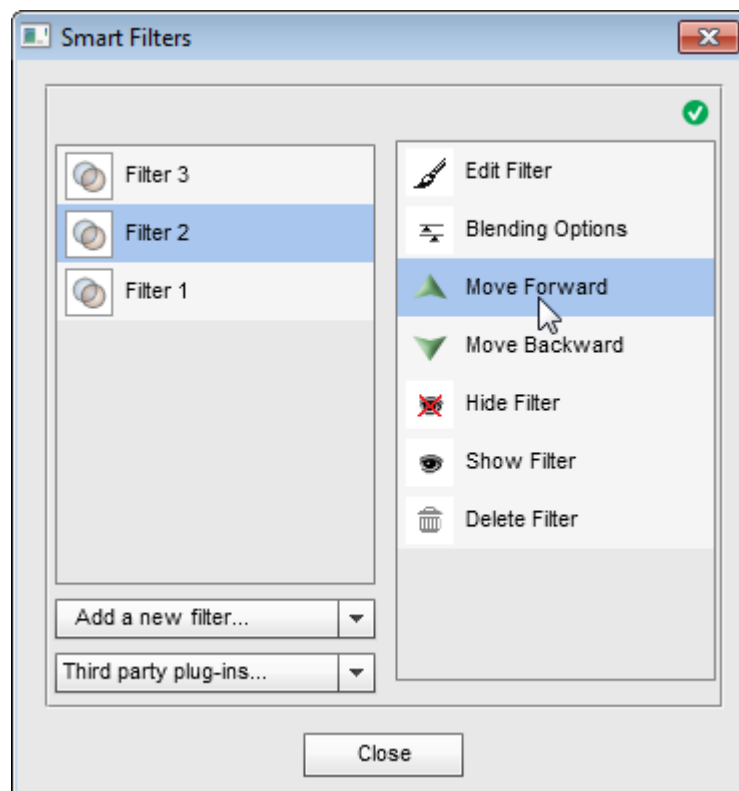 Smart Filters
Filter 3
Filter 2
Filter 1
Add a new filter...
Third party plug-ins...
Edit Filter
Blending Options
Move Forward
Move Backward
Hide Filter
Show Filter
Delete Filter
Close